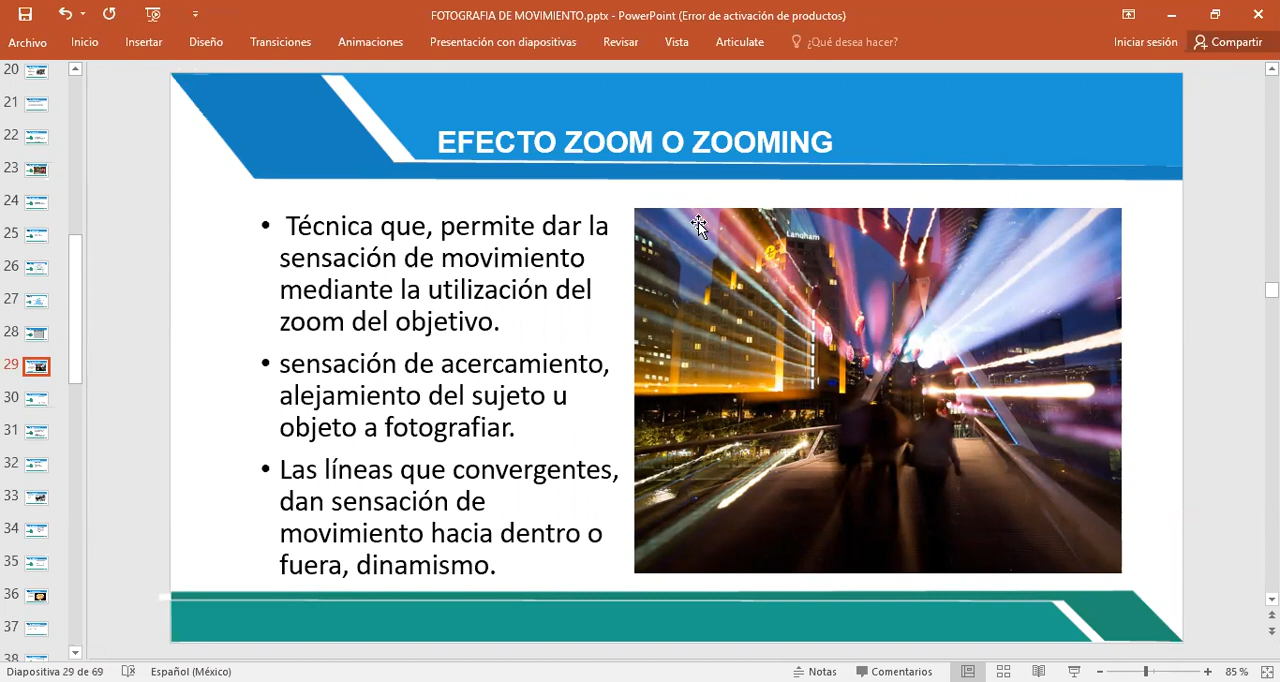 FOTOGRAFIA DE MOVIMIENTO.pptx - PowerPoint (Error de activación de productos)
Archivo Inicio Insertar Diseño Transiciones Animaciones Presentación con diapositivas Revisar Vista Articulate ¿Qué desea hacer? Iniciar sesión Compartir
20
21
22
23
24
25
26
27
28
29
30
31
32
33
34
35
36
37
38
EFECTO ZOOM O ZOOMING
• Técnica que, permite dar la
sensación de movimiento
mediante la utilización del
zoom del objetivo.
• sensación de acercamiento,
alejamiento del sujeto u
objeto a fotografiar.
• Las líneas que convergentes,
dan sensación de
movimiento hacia dentro o
fuera, dinamismo.
Langham
Diapositiva 29 de 69 Español (México) Notas Comentarios 85 %